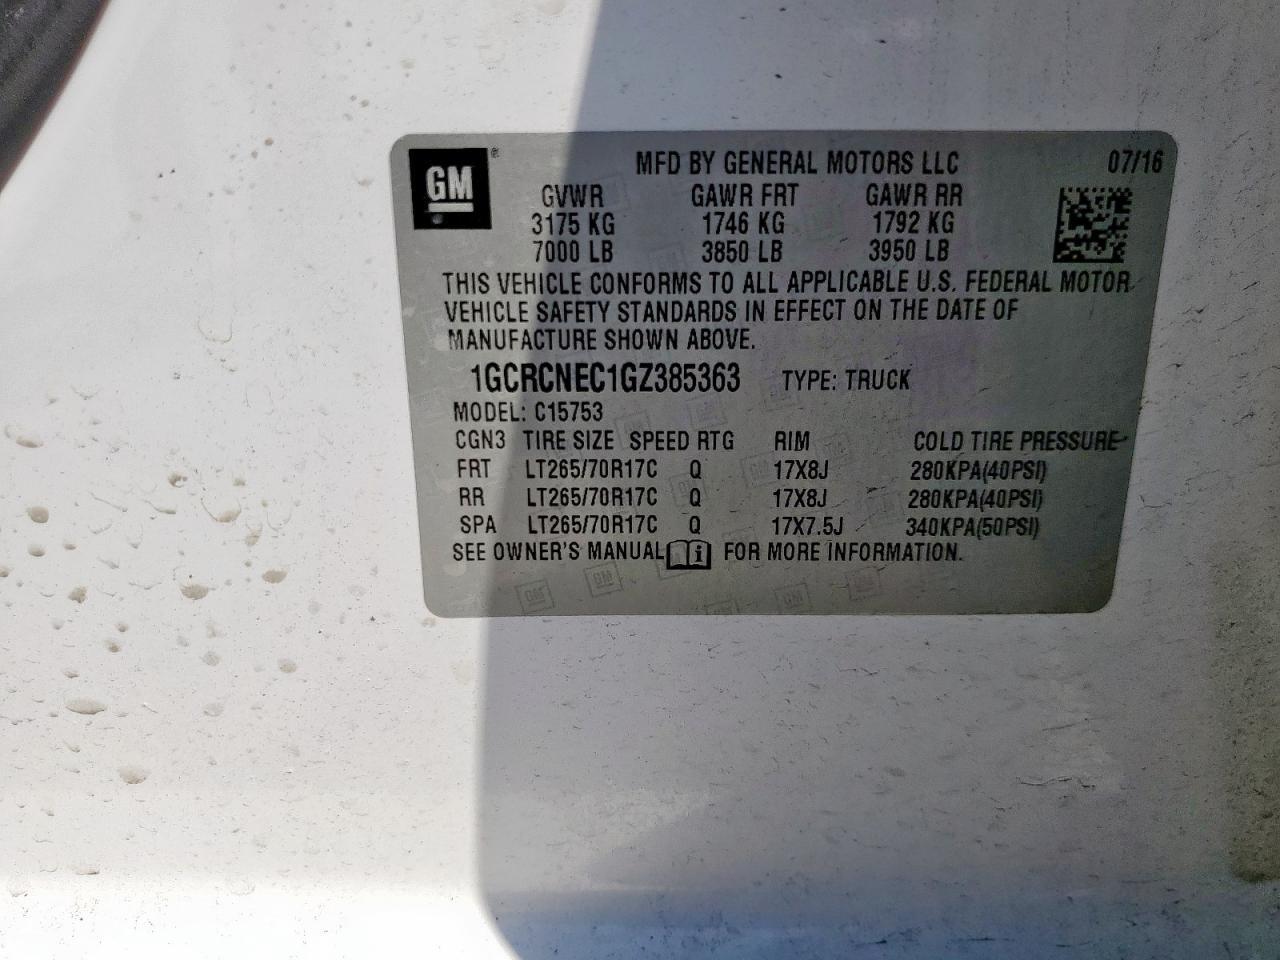 GM ® MFD BY GENERAL MOTORS LLC 07/16
GVWR GAWR FRT GAWR RR
3175 KG 1746 KG 1792 KG
7000 LB 3850 LB 3950 LB
THIS VEHICLE CONFORMS TO ALL APPLICABLE U.S. FEDERAL MOTOR
VEHICLE SAFETY STANDARDS IN EFFECT ON THE DATE OF
MANUFACTURE SHOWN ABOVE.
1GCRCNEC1GZ385363 TYPE: TRUCK
MODEL: C15753
CGN3 TIRE SIZE SPEED RTG RIM COLD TIRE PRESSURE
FRT LT265/70R17C Q 17X8J 280KPA(40PSI)
RR LT265/70R17C Q 17X8J 280KPA(40PSI)
SPA LT265/70R17C Q 17X7.5J 340KPA(50PSI)
SEE OWNER'S MANUAL i FOR MORE INFORMATION.
GM GM GM GM